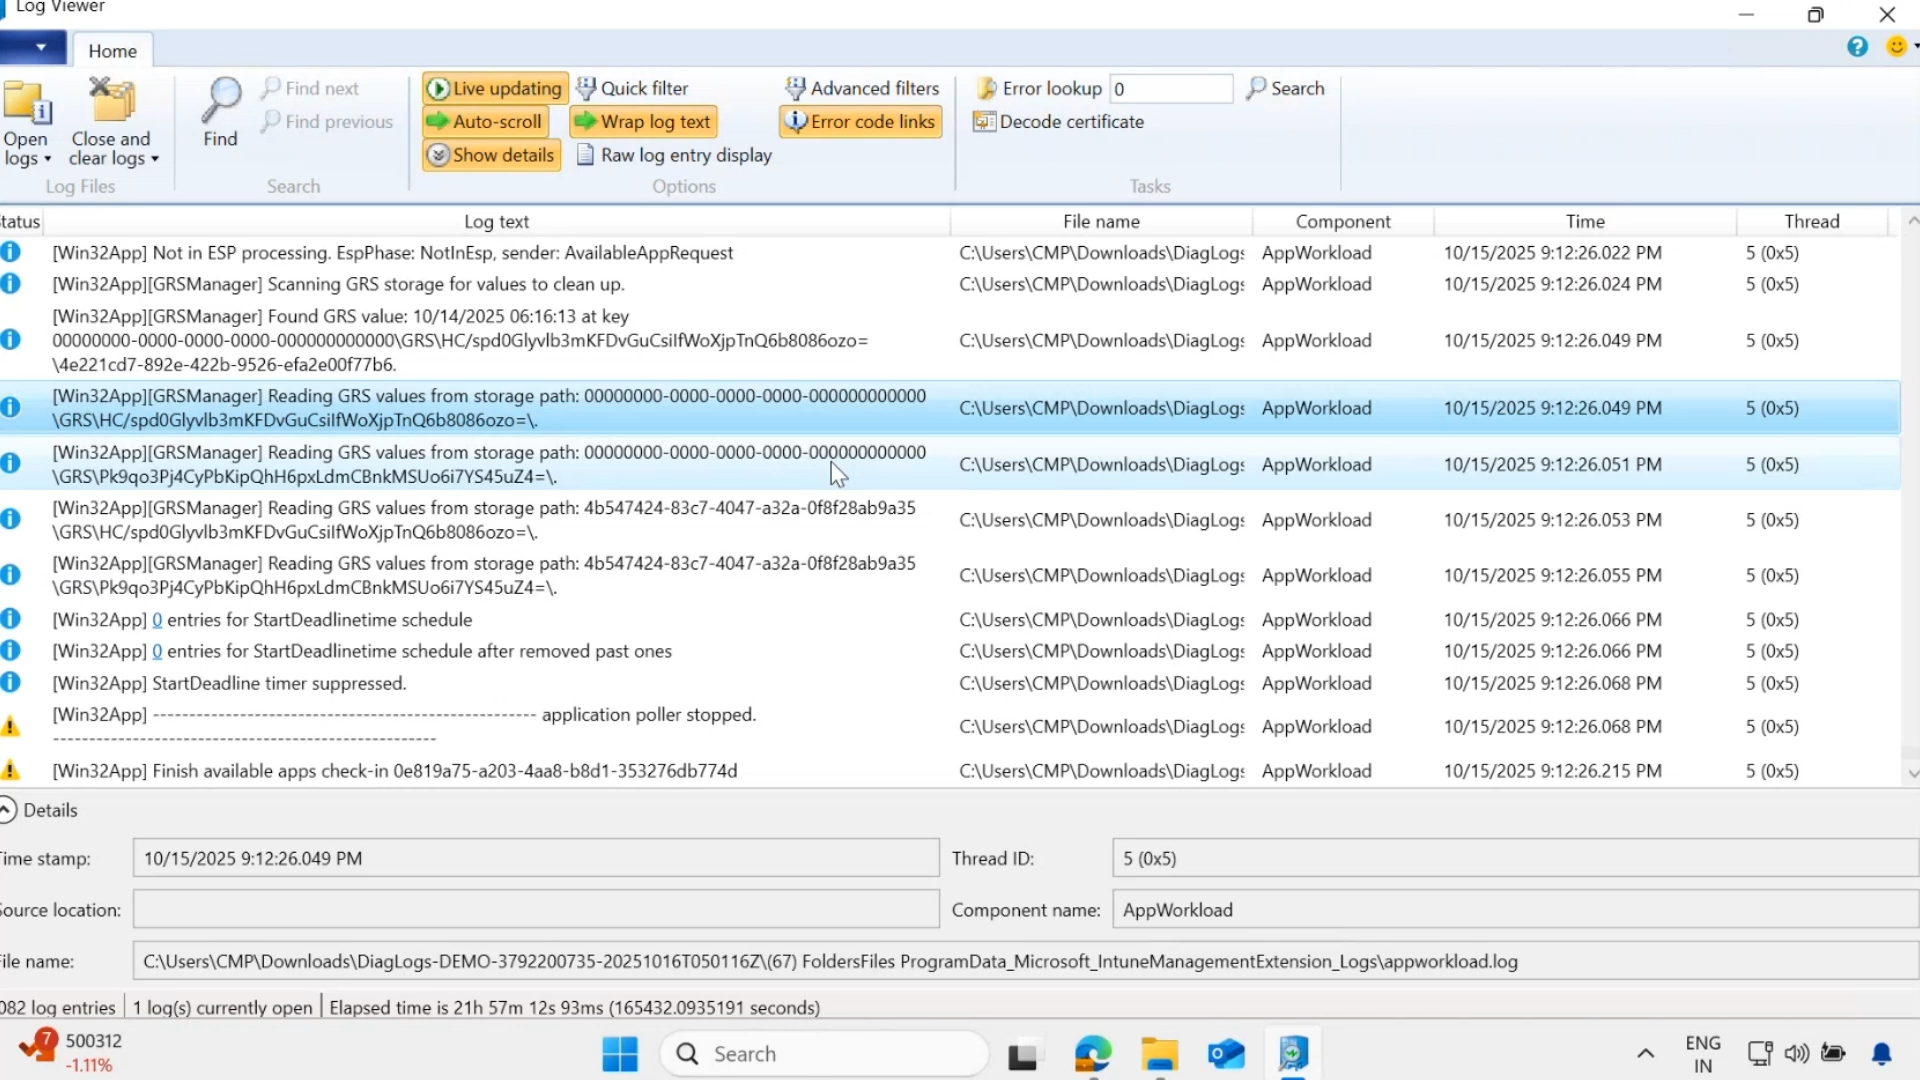 Log Viewer
Home
Open logs
Close and clear logs
Log Files
Find
Find next
Find previous
Search
Live updating
Auto-scroll
Show details
Quick filter
Wrap log text
Raw log entry display
Advanced filters
Error code links
Options
Error lookup 0 Search
Decode certificate
Tasks
tatus Log text File name Component Time Thread
[Win32App] Not in ESP processing. EspPhase: NotInEsp, sender: AvailableAppRequest C:\Users\CMP\Downloads\DiagLogs AppWorkload 10/15/2025 9:12:26.022 PM 5 (0x5)
[Win32App][GRSManager] Scanning GRS storage for values to clean up. C:\Users\CMP\Downloads\DiagLogs AppWorkload 10/15/2025 9:12:26.024 PM 5 (0x5)
[Win32App][GRSManager] Found GRS value: 10/14/2025 06:16:13 at key
00000000-0000-0000-0000-000000000000\GRS\HC/spd0Glyvlb3mKFDvGuCsiIfWoXjpTnQ6b8086ozo= C:\Users\CMP\Downloads\DiagLogs AppWorkload 10/15/2025 9:12:26.049 PM 5 (0x5)
\4e221cd7-892e-422b-9526-efa2e00f77b6.
[Win32App][GRSManager] Reading GRS values from storage path: 00000000-0000-0000-0000-000000000000
\GRS\HC/spd0Glyvlb3mKFDvGuCsiIfWoXjpTnQ6b8086ozo=\. C:\Users\CMP\Downloads\DiagLogs AppWorkload 10/15/2025 9:12:26.049 PM 5 (0x5)
[Win32App][GRSManager] Reading GRS values from storage path: 00000000-0000-0000-0000-000000000000
\GRS\Pk9qo3Pj4CyPbKipQhH6pxLdmCBnkMSUo6i7YS45uZ4=\. C:\Users\CMP\Downloads\DiagLogs AppWorkload 10/15/2025 9:12:26.051 PM 5 (0x5)
[Win32App][GRSManager] Reading GRS values from storage path: 4b547424-83c7-4047-a32a-0f8f28ab9a35
\GRS\HC/spd0Glyvlb3mKFDvGuCsiIfWoXjpTnQ6b8086ozo=\. C:\Users\CMP\Downloads\DiagLogs AppWorkload 10/15/2025 9:12:26.053 PM 5 (0x5)
[Win32App][GRSManager] Reading GRS values from storage path: 4b547424-83c7-4047-a32a-0f8f28ab9a35
\GRS\Pk9qo3Pj4CyPbKipQhH6pxLdmCBnkMSUo6i7YS45uZ4=\. C:\Users\CMP\Downloads\DiagLogs AppWorkload 10/15/2025 9:12:26.055 PM 5 (0x5)
[Win32App] 0 entries for StartDeadlinetime schedule C:\Users\CMP\Downloads\DiagLogs AppWorkload 10/15/2025 9:12:26.066 PM 5 (0x5)
[Win32App] 0 entries for StartDeadlinetime schedule after removed past ones C:\Users\CMP\Downloads\DiagLogs AppWorkload 10/15/2025 9:12:26.066 PM 5 (0x5)
[Win32App] StartDeadline timer suppressed. C:\Users\CMP\Downloads\DiagLogs AppWorkload 10/15/2025 9:12:26.068 PM 5 (0x5)
[Win32App] ---------------------------------------------------- application poller stopped.
---------------------------------------------------- C:\Users\CMP\Downloads\DiagLogs AppWorkload 10/15/2025 9:12:26.068 PM 5 (0x5)
[Win32App] Finish available apps check-in 0e819a75-a203-4aa8-b8d1-353276db774d C:\Users\CMP\Downloads\DiagLogs AppWorkload 10/15/2025 9:12:26.215 PM 5 (0x5)
Details
ime stamp: 10/15/2025 9:12:26.049 PM Thread ID: 5 (0x5)
ource location: Component name: AppWorkload
ile name: C:\Users\CMP\Downloads\DiagLogs-DEMO-3792200735-20251016T050116Z\(67) FoldersFiles ProgramData_Microsoft_IntuneManagementExtension_Logs\appworkload.log
082 log entries 1 log(s) currently open Elapsed time is 21h 57m 12s 93ms (165432.0935191 seconds)
7
500312
-1.11%
Search
ENG
IN